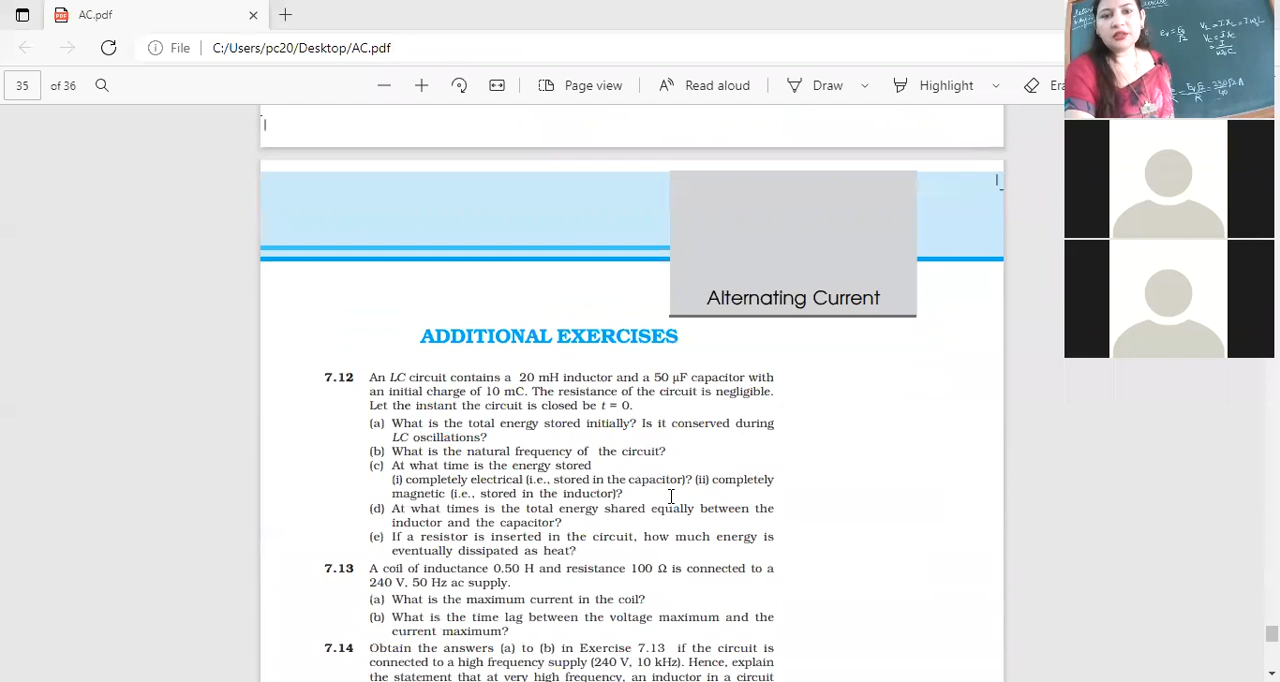 AC.pdf
File
C:/Users/pc20/Desktop/AC.pdf
35
of 36
Page view
Read aloud
Draw
Highlight
Era
Alternating Current
ADDITIONAL EXERCISES
7.12 An LC circuit contains a 20 mH inductor and a 50 μF capacitor with
an initial charge of 10 mC. The resistance of the circuit is negligible.
Let the instant the circuit is closed be t = 0.
(a) What is the total energy stored initially? Is it conserved during
LC oscillations?
(b) What is the natural frequency of the circuit?
(c) At what time is the energy stored
(i) completely electrical (i.e., stored in the capacitor)? (ii) completely
magnetic (i.e., stored in the inductor)?
(d) At what times is the total energy shared equally between the
inductor and the capacitor?
(e) If a resistor is inserted in the circuit, how much energy is
eventually dissipated as heat?
7.13 A coil of inductance 0.50 H and resistance 100 Ω is connected to a
240 V, 50 Hz ac supply.
(a) What is the maximum current in the coil?
(b) What is the time lag between the voltage maximum and the
current maximum?
7.14 Obtain the answers (a) to (b) in Exercise 7.13 if the circuit is
connected to a high frequency supply (240 V, 10 kHz). Hence, explain
the statement that at very high frequency, an inductor in a circuit